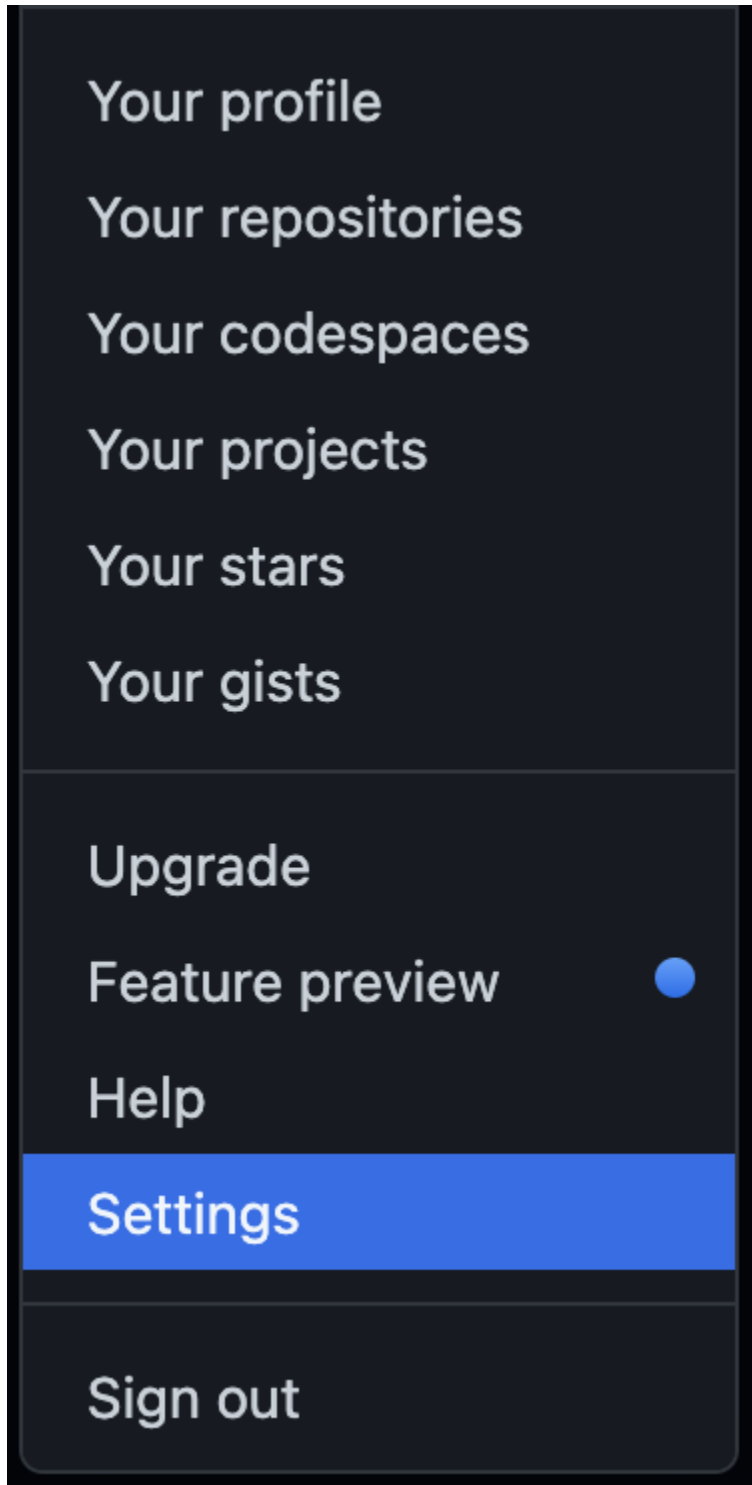 Your profile
Your repositories
Your codespaces
Your projects
Your stars
Your gists
Upgrade
Feature preview
Help
Settings
Sign out